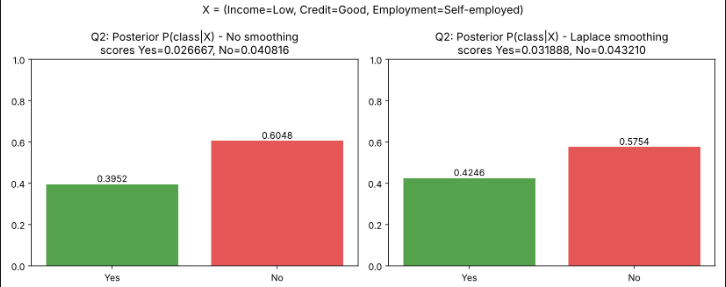 X = (Income=Low, Credit=Good, Employment=Self-employed)
Q2: Posterior P(class|X) - No smoothing
scores Yes=0.026667, No=0.040816
1.0
0.8
0.6
0.4
0.2
0.0
0.3952
0.6048
Yes
No
Q2: Posterior P(class|X) - Laplace smoothing
scores Yes=0.031888, No=0.043210
1.0
0.8
0.6
0.4
0.2
0.0
0.4246
0.5754
Yes
No